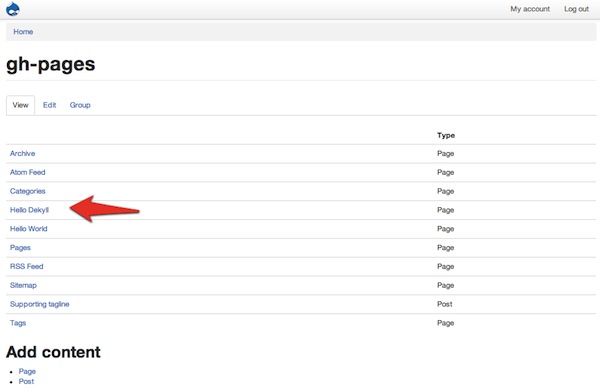 My account Log out
Home
gh-pages
View Edit Group
Type
Archive Page
Atom Feed Page
Categories Page
Hello Dekyll Page
Hello World Page
Pages Page
RSS Feed Page
Sitemap Page
Supporting tagline Post
Tags Page
Add content
Page
Post